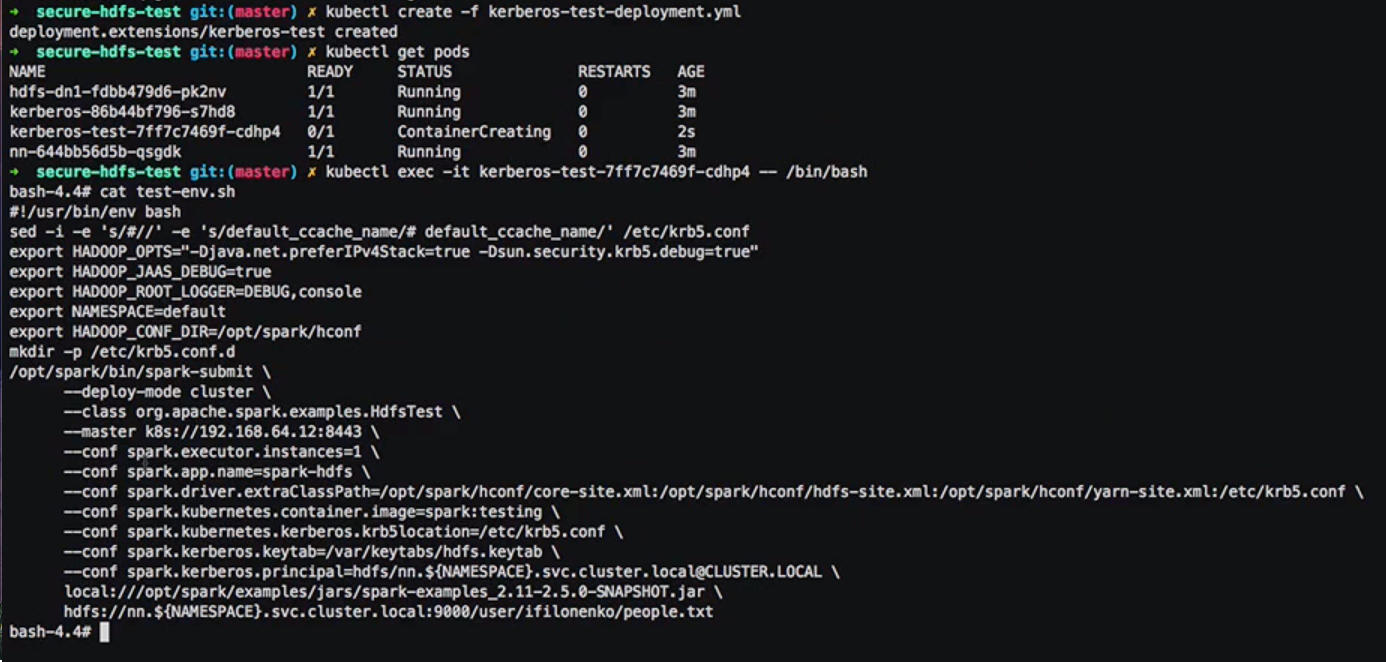 → secure-hdfs-test git:(master) ✗ kubectl create -f kerberos-test-deployment.yml
deployment.extensions/kerberos-test created
→ secure-hdfs-test git:(master) ✗ kubectl get pods
NAME READY STATUS RESTARTS AGE
hdfs-dn1-fdbb479d6-pk2nv 1/1 Running 0 3m
kerberos-86b44bf796-s7hd8 1/1 Running 0 3m
kerberos-test-7ff7c7469f-cdhp4 0/1 ContainerCreating 0 2s
nn-644bb56d5b-qsgdk 1/1 Running 0 3m
→ secure-hdfs-test git:(master) ✗ kubectl exec -it kerberos-test-7ff7c7469f-cdhp4 -- /bin/bash
bash-4.4# cat test-env.sh
#!/usr/bin/env bash
sed -i -e 's/#//' -e 's/default_ccache_name/# default_ccache_name/' /etc/krb5.conf
export HADOOP_OPTS="-Djava.net.preferIPv4Stack=true -Dsun.security.krb5.debug=true"
export HADOOP_JAAS_DEBUG=true
export HADOOP_ROOT_LOGGER=DEBUG,console
export NAMESPACE=default
export HADOOP_CONF_DIR=/opt/spark/hconf
mkdir -p /etc/krb5.conf.d
/opt/spark/bin/spark-submit \
--deploy-mode cluster \
--class org.apache.spark.examples.HdfsTest \
--master k8s://192.168.64.12:8443 \
--conf spark.executor.instances=1 \
--conf spark.app.name=spark-hdfs \
--conf spark.driver.extraClassPath=/opt/spark/hconf/core-site.xml:/opt/spark/hconf/hdfs-site.xml:/opt/spark/hconf/yarn-site.xml:/etc/krb5.conf \
--conf spark.kubernetes.container.image=spark:testing \
--conf spark.kubernetes.kerberos.krb5location=/etc/krb5.conf \
--conf spark.kerberos.keytab=/var/keytabs/hdfs.keytab \
--conf spark.kerberos.principal=hdfs/nn.${NAMESPACE}.svc.cluster.local@CLUSTER.LOCAL \
local:///opt/spark/examples/jars/spark-examples_2.11-2.5.0-SNAPSHOT.jar \
hdfs://nn.${NAMESPACE}.svc.cluster.local:9000/user/ifilonenko/people.txt
bash-4.4#